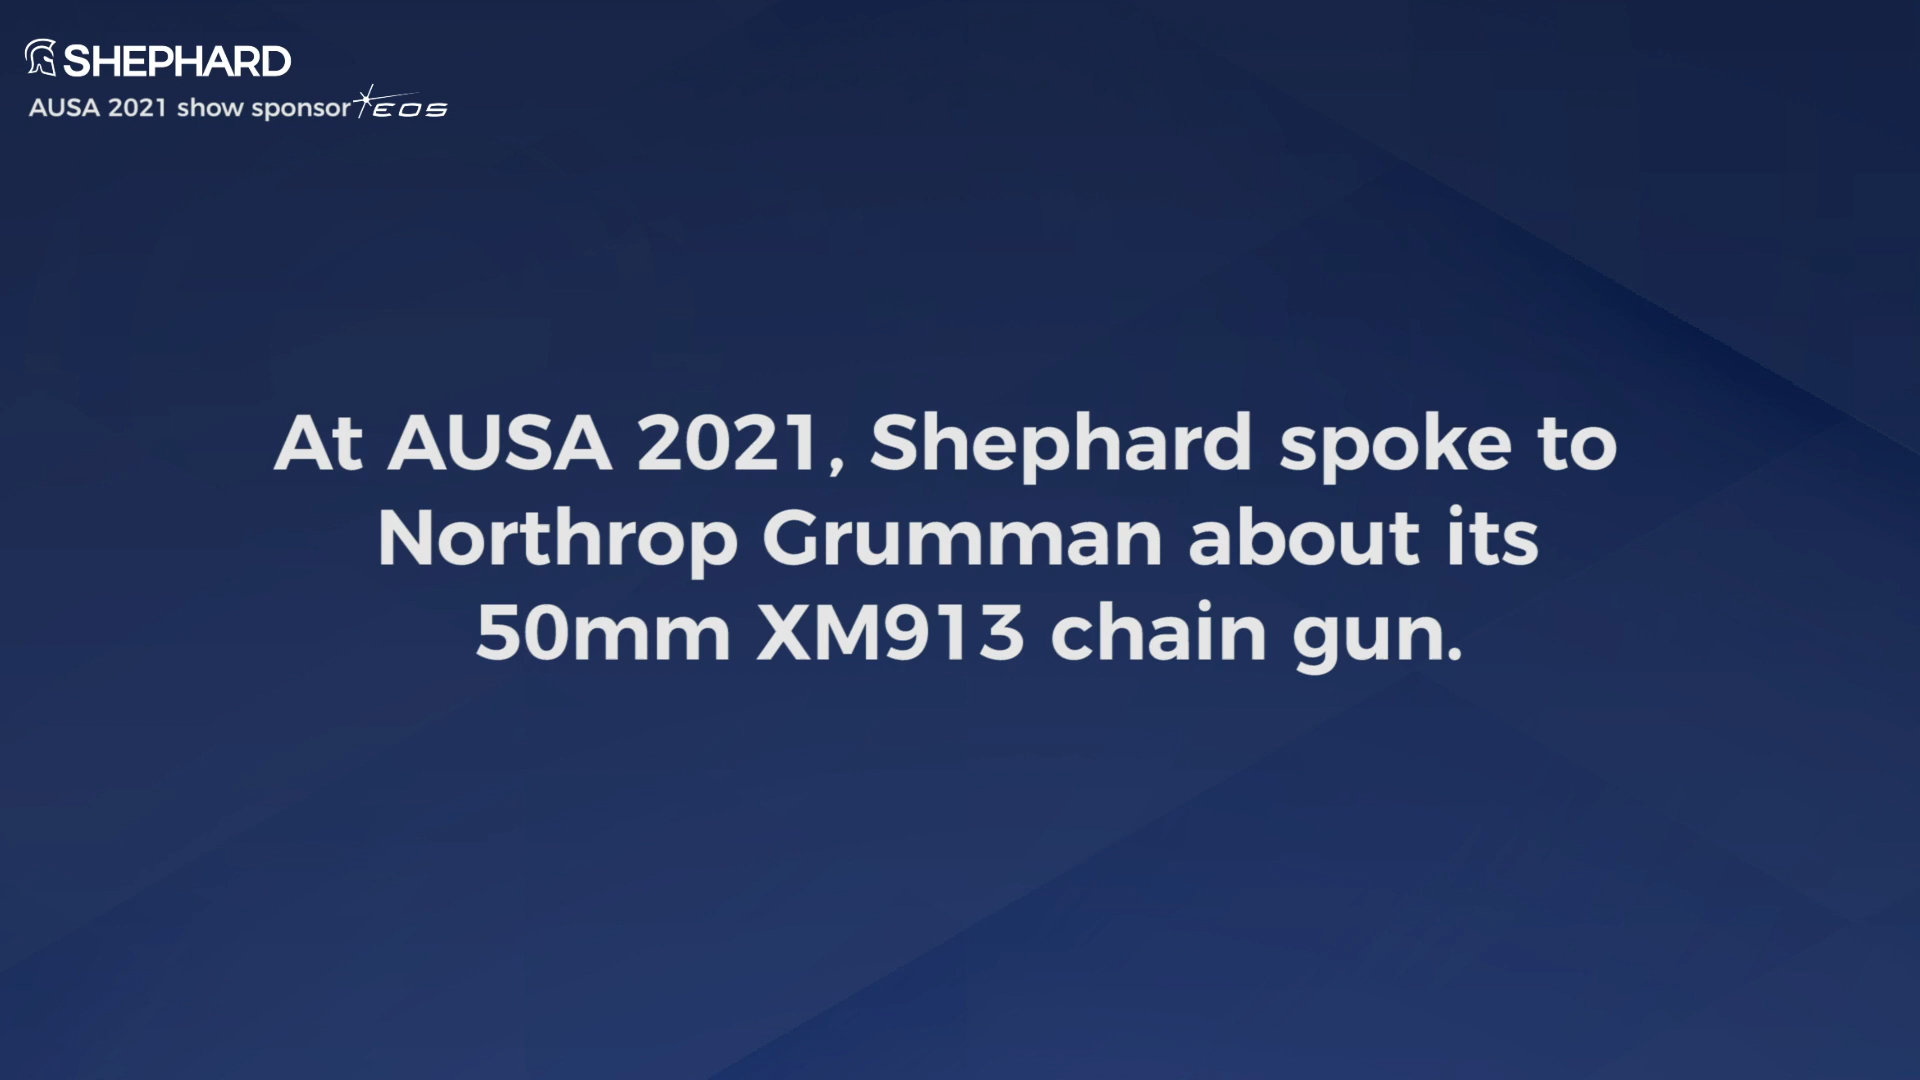 SHEPHARD
AUSA 2021 show sponsor EOS
At AUSA 2021, Shephard spoke to
Northrop Grumman about its
50mm XM913 chain gun.